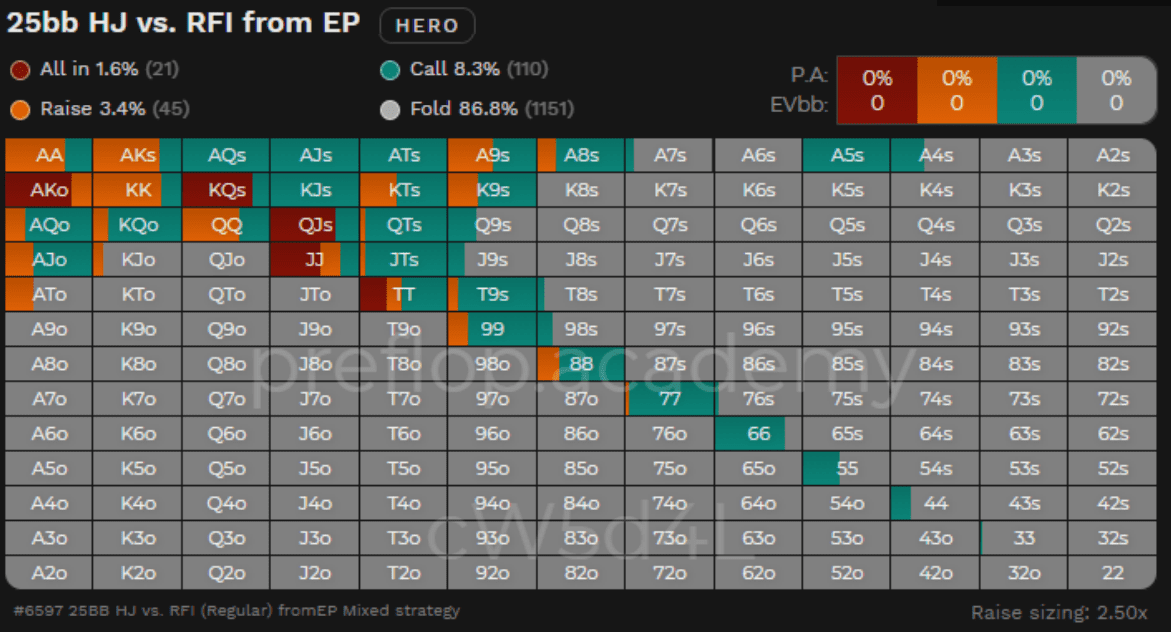 25bb HJ vs. RFI from EP HERO
All in 1.6% (21) Call 8.3% (110)
Raise 3.4% (45) Fold 86.8% (1151)
P.A: 0% 0% 0% 0%
EVbb: 0 0 0 0
AA AKs AQs AJs ATs A9s A8s A7s A6s A5s A4s A3s A2s
AKo KK KQs KJs KTs K9s K8s K7s K6s K5s K4s K3s K2s
AQo KQo QQ QJs QTs Q9s Q8s Q7s Q6s Q5s Q4s Q3s Q2s
AJo KJo QJo JJ JTs J9s J8s J7s J6s J5s J4s J3s J2s
ATo KTo QTo JTo TT T9s T8s T7s T6s T5s T4s T3s T2s
A9o K9o Q9o J9o T9o 99 98s 97s 96s 95s 94s 93s 92s
A8o K8o Q8o J8o T8o 98o 88 87s 86s 85s 84s 83s 82s
preflop.academy
A7o K7o Q7o J7o T7o 97o 87o 77 76s 75s 74s 73s 72s
A6o K6o Q6o J6o T6o 96o 86o 76o 66 65s 64s 63s 62s
A5o K5o Q5o J5o T5o 95o 85o 75o 65o 55 54s 53s 52s
A4o K4o Q4o J4o T4o 94o 84o 74o 64o 54o 44 43s 42s
cW5d4L
A3o K3o Q3o J3o T3o 93o 83o 73o 63o 53o 43o 33 32s
A2o K2o Q2o J2o T2o 92o 82o 72o 62o 52o 42o 32o 22
#6597 25BB HJ vs. RFI (Regular) fromEP Mixed strategy
Raise sizing: 2.50x